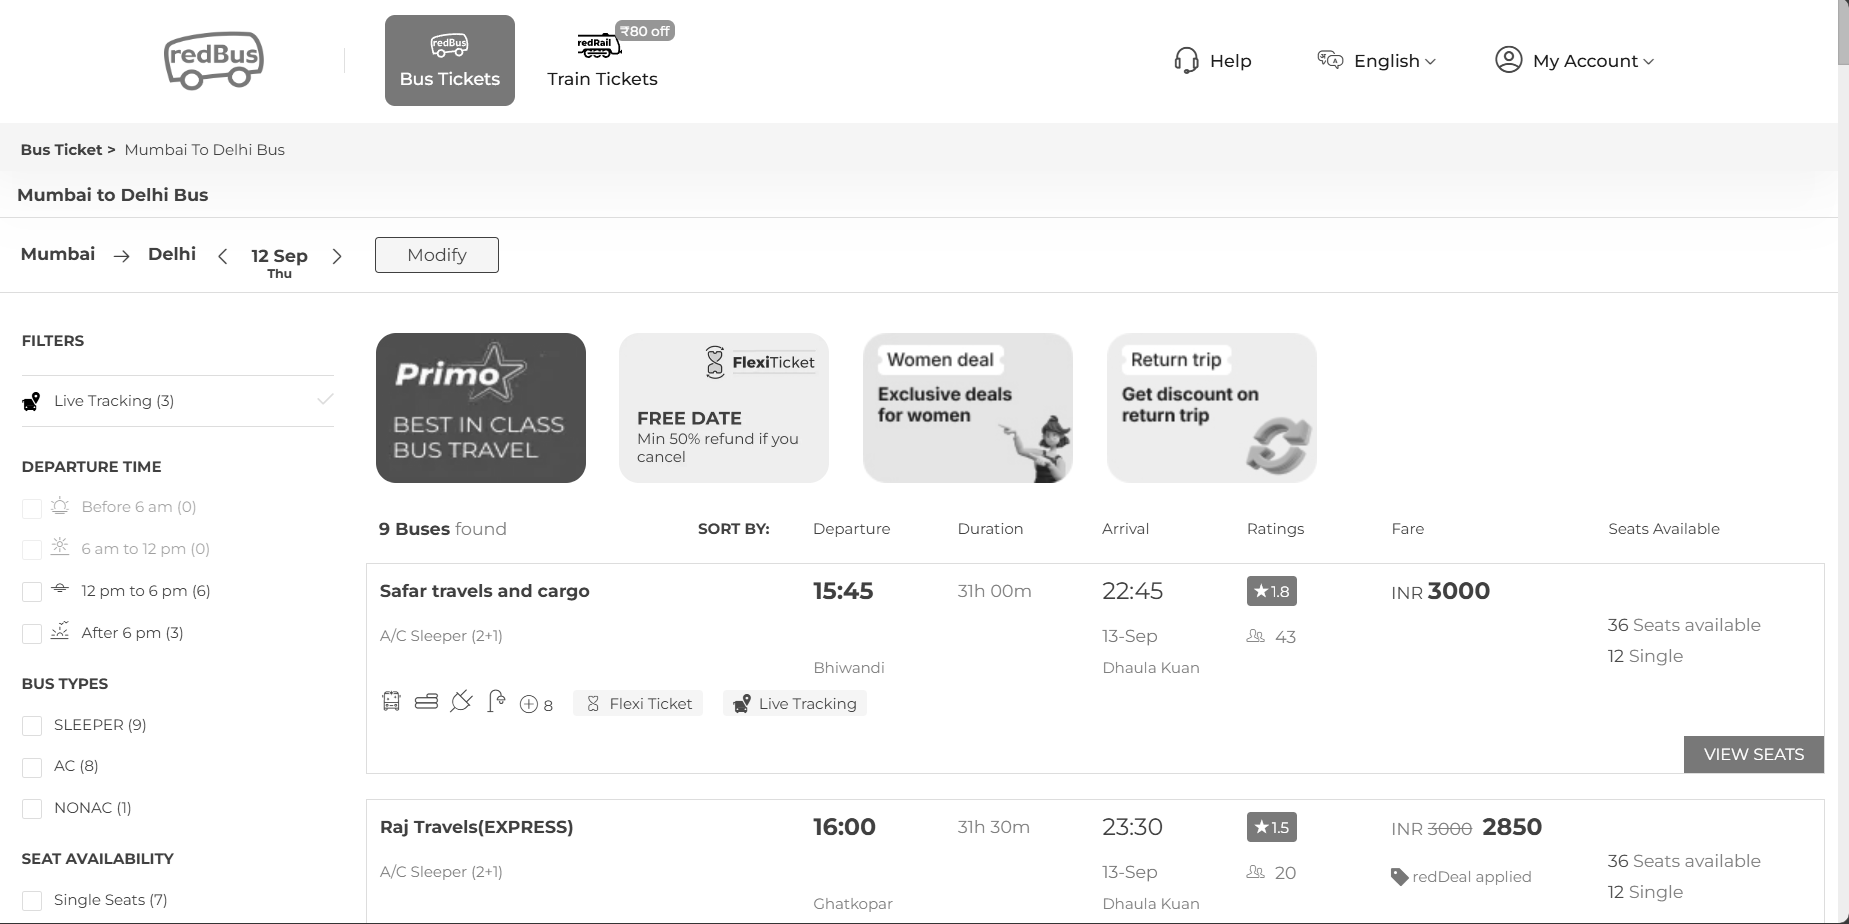 redBus
redBus
Bus Tickets
redRail
₹80 off
Train Tickets
Help
English
My Account
Bus Ticket > Mumbai To Delhi Bus
Mumbai to Delhi Bus
Mumbai → Delhi < 12 Sep > Modify
Thu
FILTERS
Live Tracking (3)
DEPARTURE TIME
Before 6 am (0)
6 am to 12 pm (0)
12 pm to 6 pm (6)
After 6 pm (3)
BUS TYPES
SLEEPER (9)
AC (8)
NONAC (1)
SEAT AVAILABILITY
Single Seats (7)
Primo
BEST IN CLASS
BUS TRAVEL
FlexiTicket
FREE DATE
Min 50% refund if you
cancel
Women deal
Exclusive deals
for women
Return trip
Get discount on
return trip
9 Buses found SORT BY: Departure Duration Arrival Ratings Fare Seats Available
Safar travels and cargo 15:45 31h 00m 22:45 ★1.8 INR 3000
36 Seats available
A/C Sleeper (2+1) 13-Sep 43
12 Single
Bhiwandi Dhaula Kuan
8 Flexi Ticket Live Tracking
VIEW SEATS
Raj Travels(EXPRESS) 16:00 31h 30m 23:30 ★1.5 INR 3000 2850
36 Seats available
A/C Sleeper (2+1) 13-Sep 20 redDeal applied
12 Single
Ghatkopar Dhaula Kuan